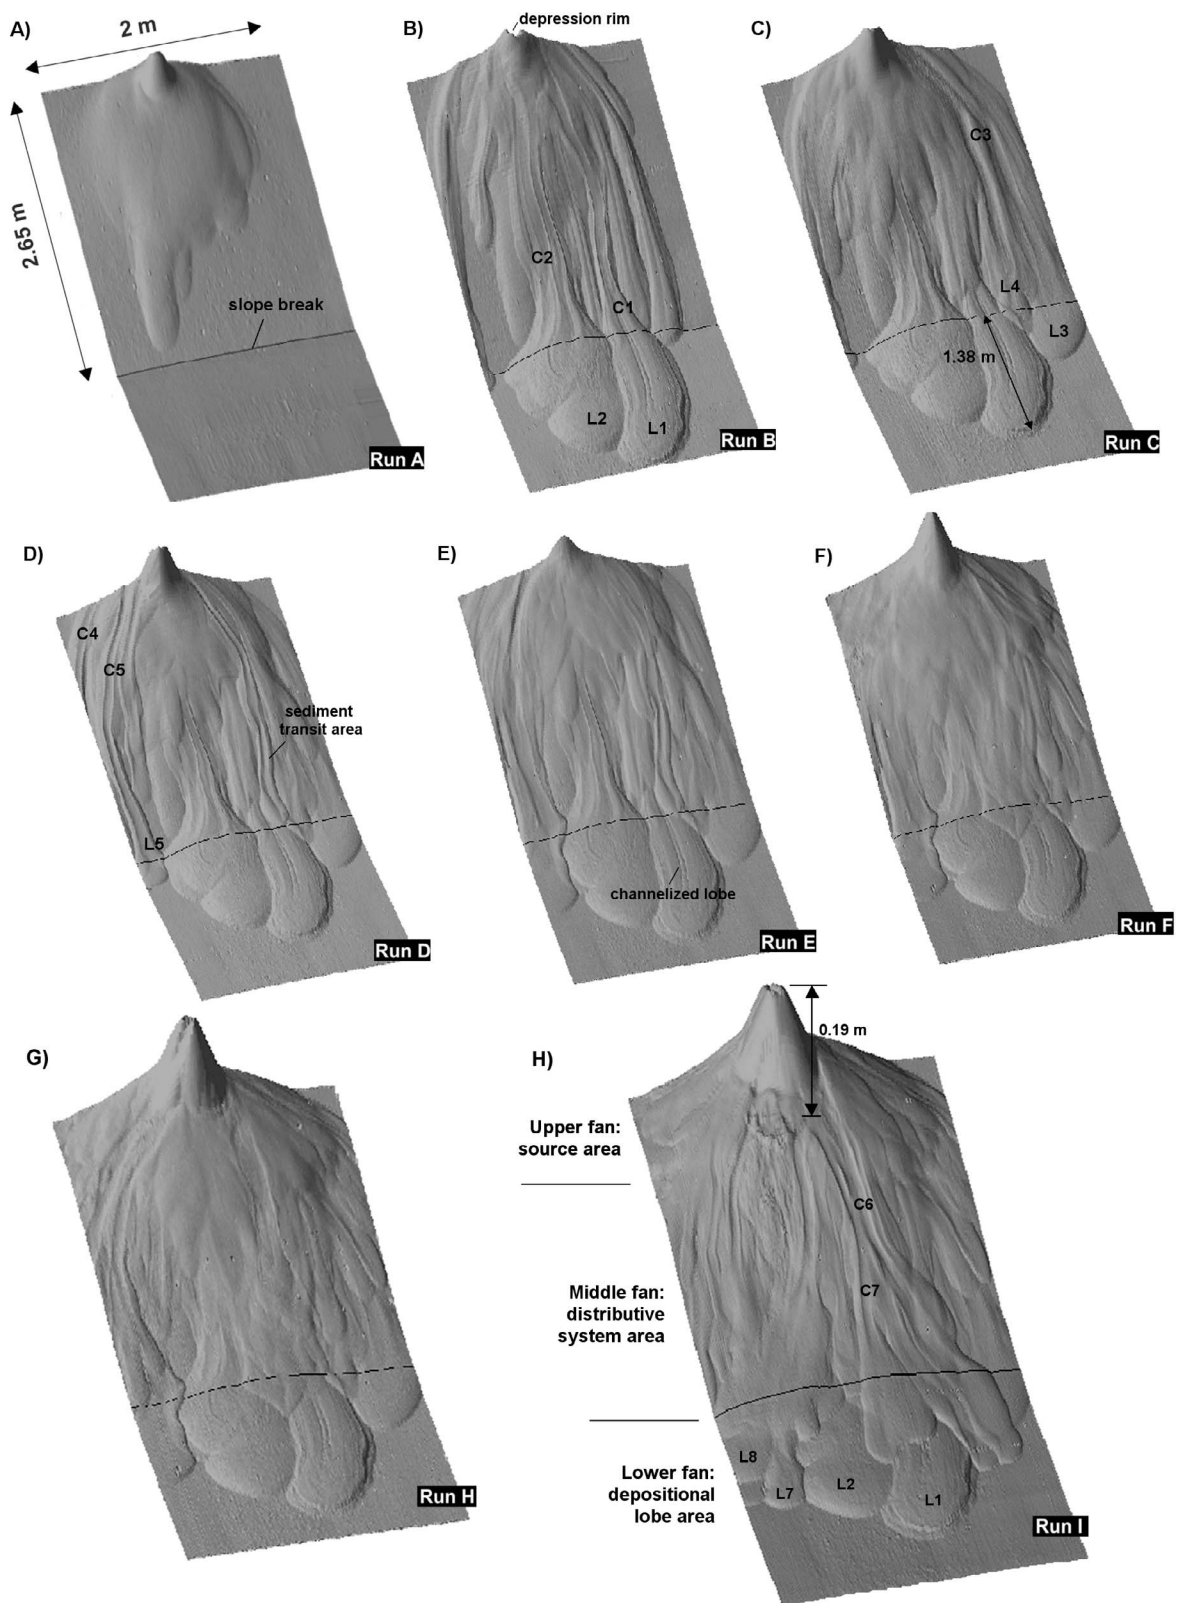 A)
2 m
2.65 m
slope break
Run A
B)
depression rim
C2
C1
L2
L1
Run B
C)
C3
L4
L3
1.38 m
Run C
D)
C4
C5
sediment
transit area
L5
Run D
E)
channelized lobe
Run E
F)
Run F
G)
Run H
H)
0.19 m
Upper fan:
source area
C6
C7
Middle fan:
distributive
system area
L8
L7
L2
L1
Lower fan:
depositional
lobe area
Run I